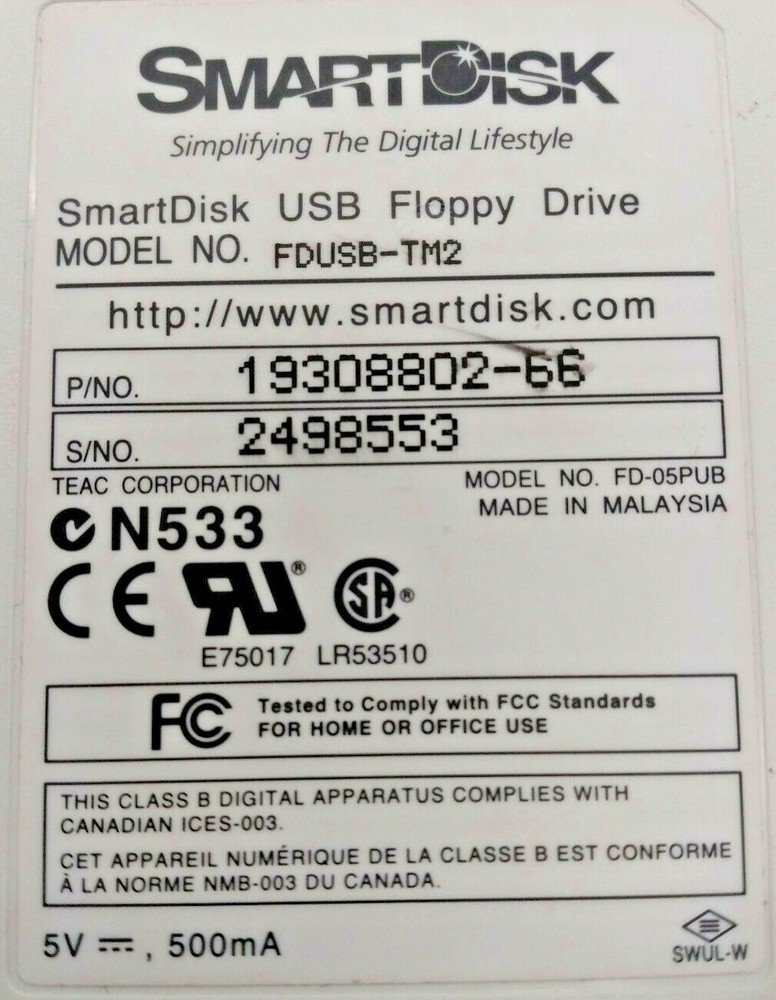 SMARTDISK
Simplifying The Digital Lifestyle
SmartDisk USB Floppy Drive
MODEL NO. FDUSB-TM2
http://www.smartdisk.com
P/NO. 19308802-66
S/NO. 2498553
TEAC CORPORATION MODEL NO. FD-05PUB
MADE IN MALAYSIA
N533
CE RU® SA®
E75017 LR53510
FC Tested to Comply with FCC Standards
FOR HOME OR OFFICE USE
THIS CLASS B DIGITAL APPARATUS COMPLIES WITH
CANADIAN ICES-003.
CET APPAREIL NUMÉRIQUE DE LA CLASSE B EST CONFORME
À LA NORME NMB-003 DU CANADA.
5V ⎓, 500mA
SWUL-W